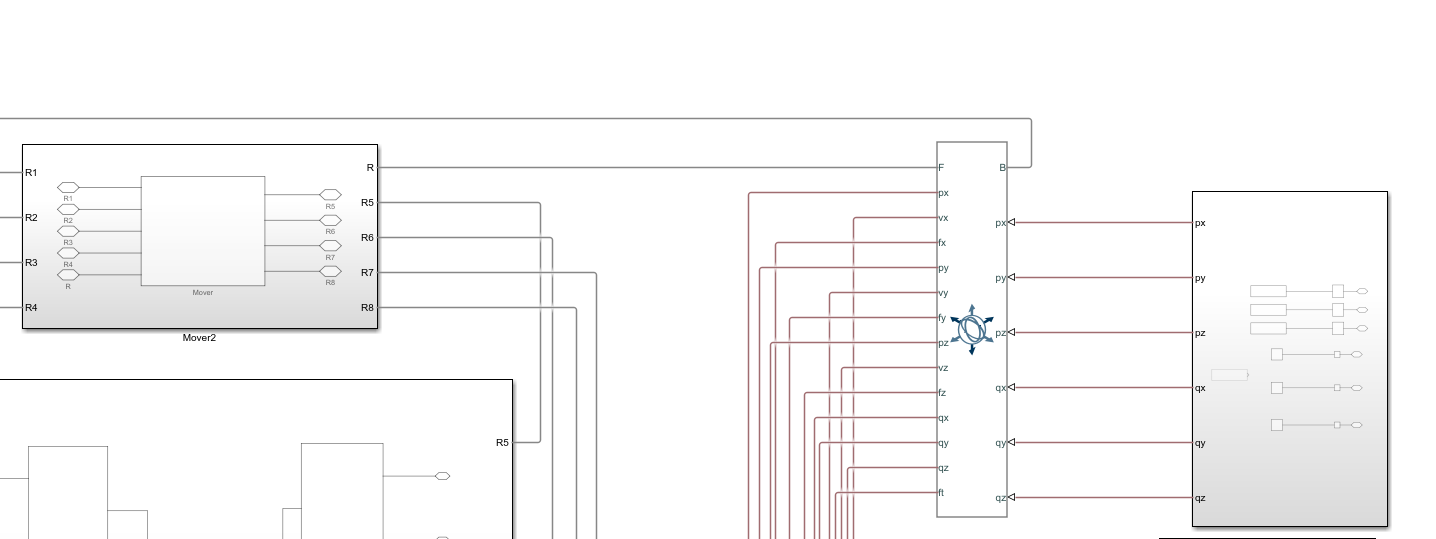 R1
R2
R3
R4
R1
R2
R3
R4
R
Mover
R5
R6
R7
R8
R
R5
R6
R7
R8
Mover2
R5
F
px
vx
fx
py
vy
fy
pz
vz
fz
qx
qy
qz
ft
B
px
py
pz
qx
qy
qz
px
py
pz
qx
qy
qz